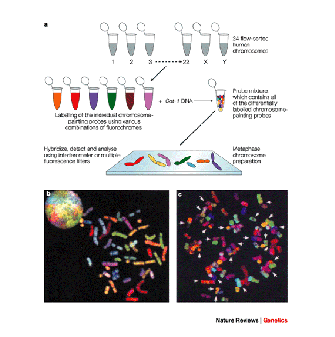 a
24 flow-sorted
human
chromosomes
1 2 3 22 X Y
+ Cot-1 DNA
Probe mixture
which contains all
of the differentially
labelled chromosome-
painting probes
Labelling of the individual chromosome-
painting probes using various
combinations of fluorochromes
Hybridize, detect and analyse
using interferometer or multiple
fluorescence filters
Metaphase
chromosome
preparation
b
c
Nature Reviews | Genetics